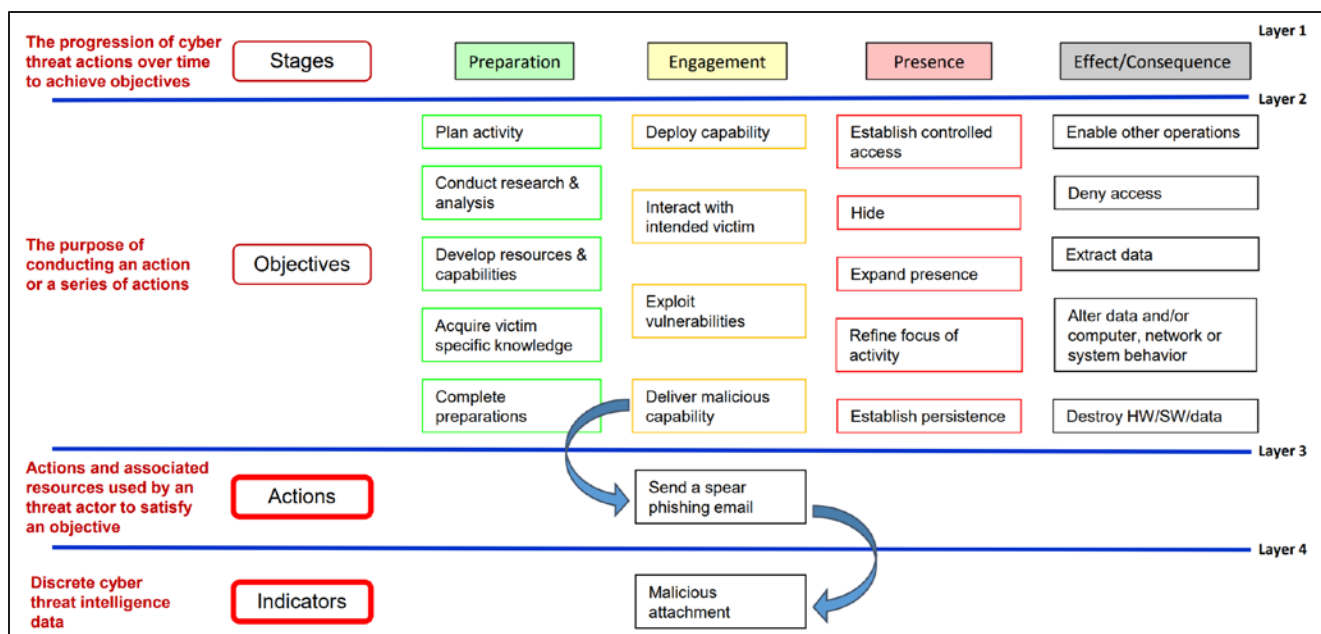 Layer 1
The progression of cyber
threat actions over time
to achieve objectives
Stages
Preparation
Engagement
Presence
Effect/Consequence
Layer 2
The purpose of
conducting an action
or a series of actions
Objectives
Plan activity
Conduct research &
analysis
Develop resources &
capabilities
Acquire victim
specific knowledge
Complete
preparations
Deploy capability
Interact with
intended victim
Exploit
vulnerabilities
Deliver malicious
capability
Establish controlled
access
Hide
Expand presence
Refine focus of
activity
Establish persistence
Enable other operations
Deny access
Extract data
Alter data and/or
computer, network or
system behavior
Destroy HW/SW/data
Layer 3
Actions and associated
resources used by an
threat actor to satisfy
an objective
Actions
Send a spear
phishing email
Layer 4
Discrete cyber
threat intelligence
data
Indicators
Malicious
attachment